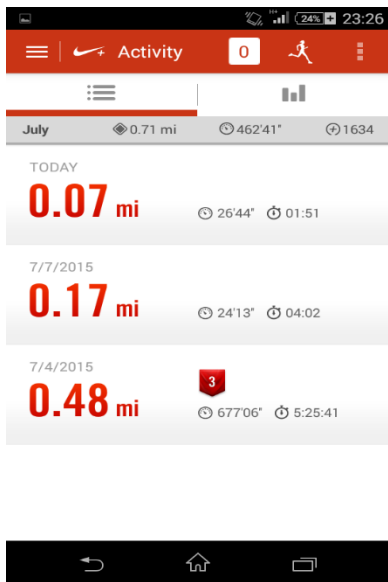 24% 23:26
Activity 0
July 0.71 mi 462'41" 1634
TODAY
0.07 mi 26'44" 01:51
7/7/2015
0.17 mi 24'13" 04:02
7/4/2015
3
0.48 mi 677'06" 5:25:41